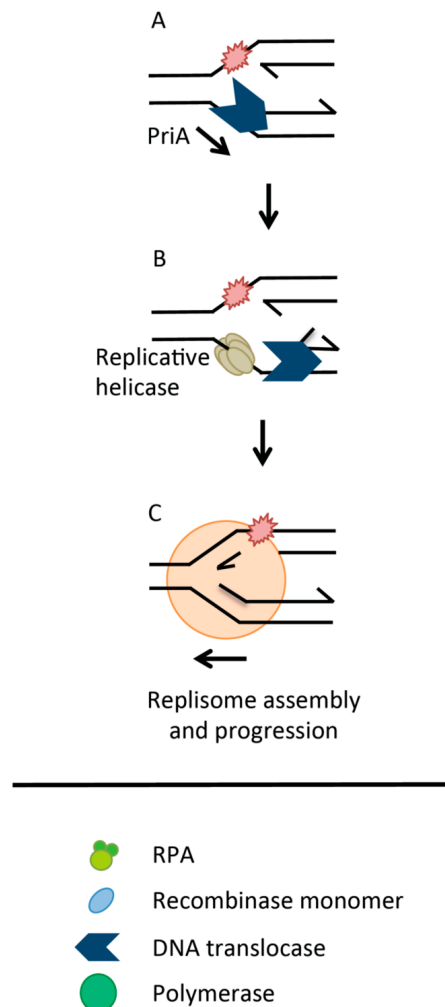 A
PriA
B
Replicative
helicase
C
Replisome assembly
and progression
RPA
Recombinase monomer
DNA translocase
Polymerase